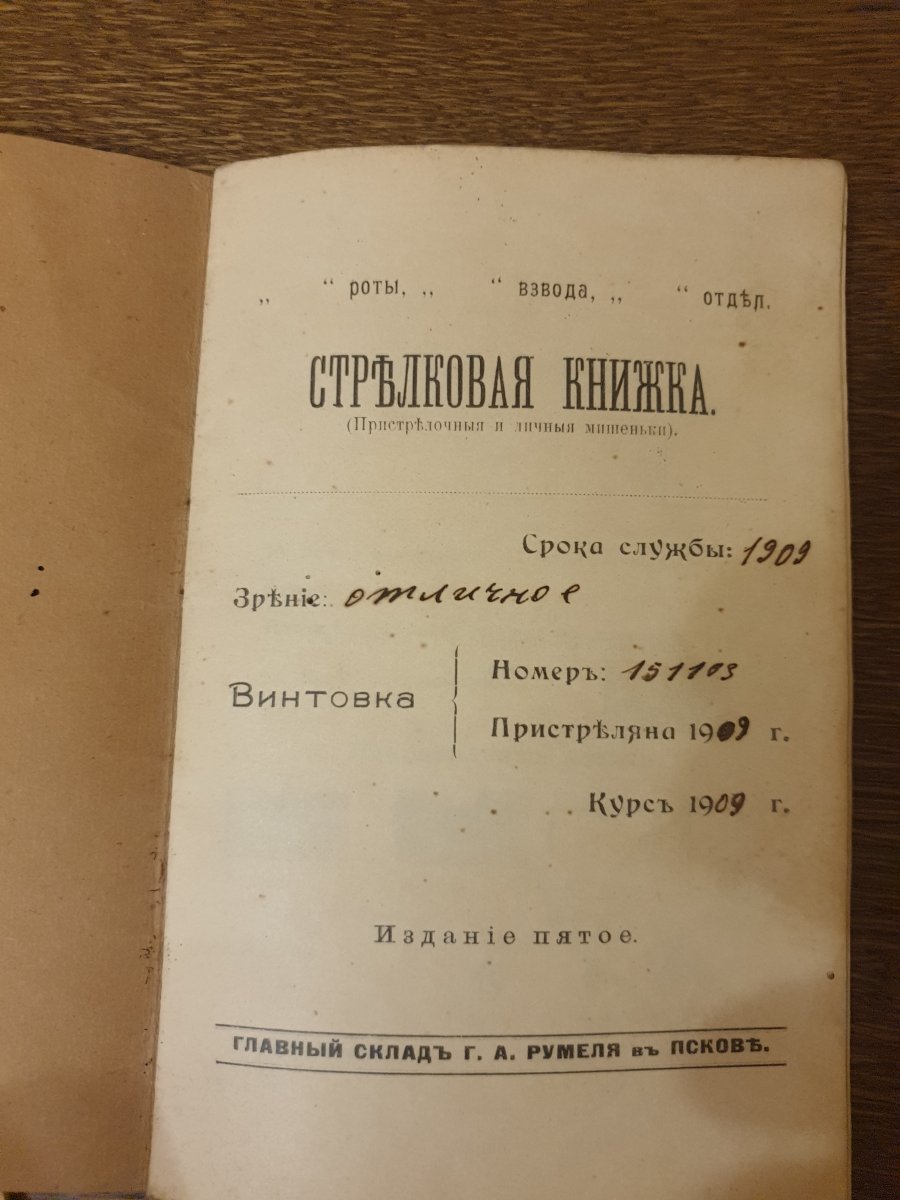 „ “ роты, „ “ взвода, „ “ отдѣл.
СТРѢЛКОВАЯ КНИЖКА.
(Пристрѣлочныя и личныя мишеньки).
Срока службы: 1909
Зрѣніе: отличное
Винтовка
Номеръ: 151103
Пристрѣляна 1909 г.
Курсъ 1909 г.
Изданіе пятое.
ГЛАВНЫЙ СКЛАДЪ Г. А. РУМЕЛЯ въ ПСКОВѢ.